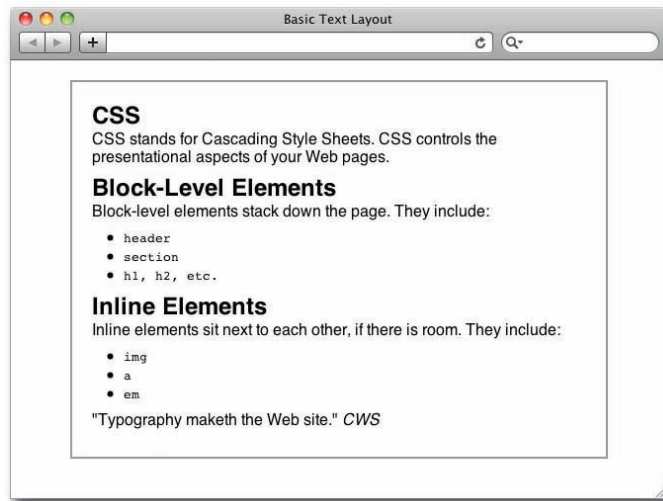 Basic Text Layout
CSS
CSS stands for Cascading Style Sheets. CSS controls the
presentational aspects of your Web pages.
Block-Level Elements
Block-level elements stack down the page. They include:
header
section
h1, h2, etc.
Inline Elements
Inline elements sit next to each other, if there is room. They include:
img
a
em
"Typography maketh the Web site." CWS